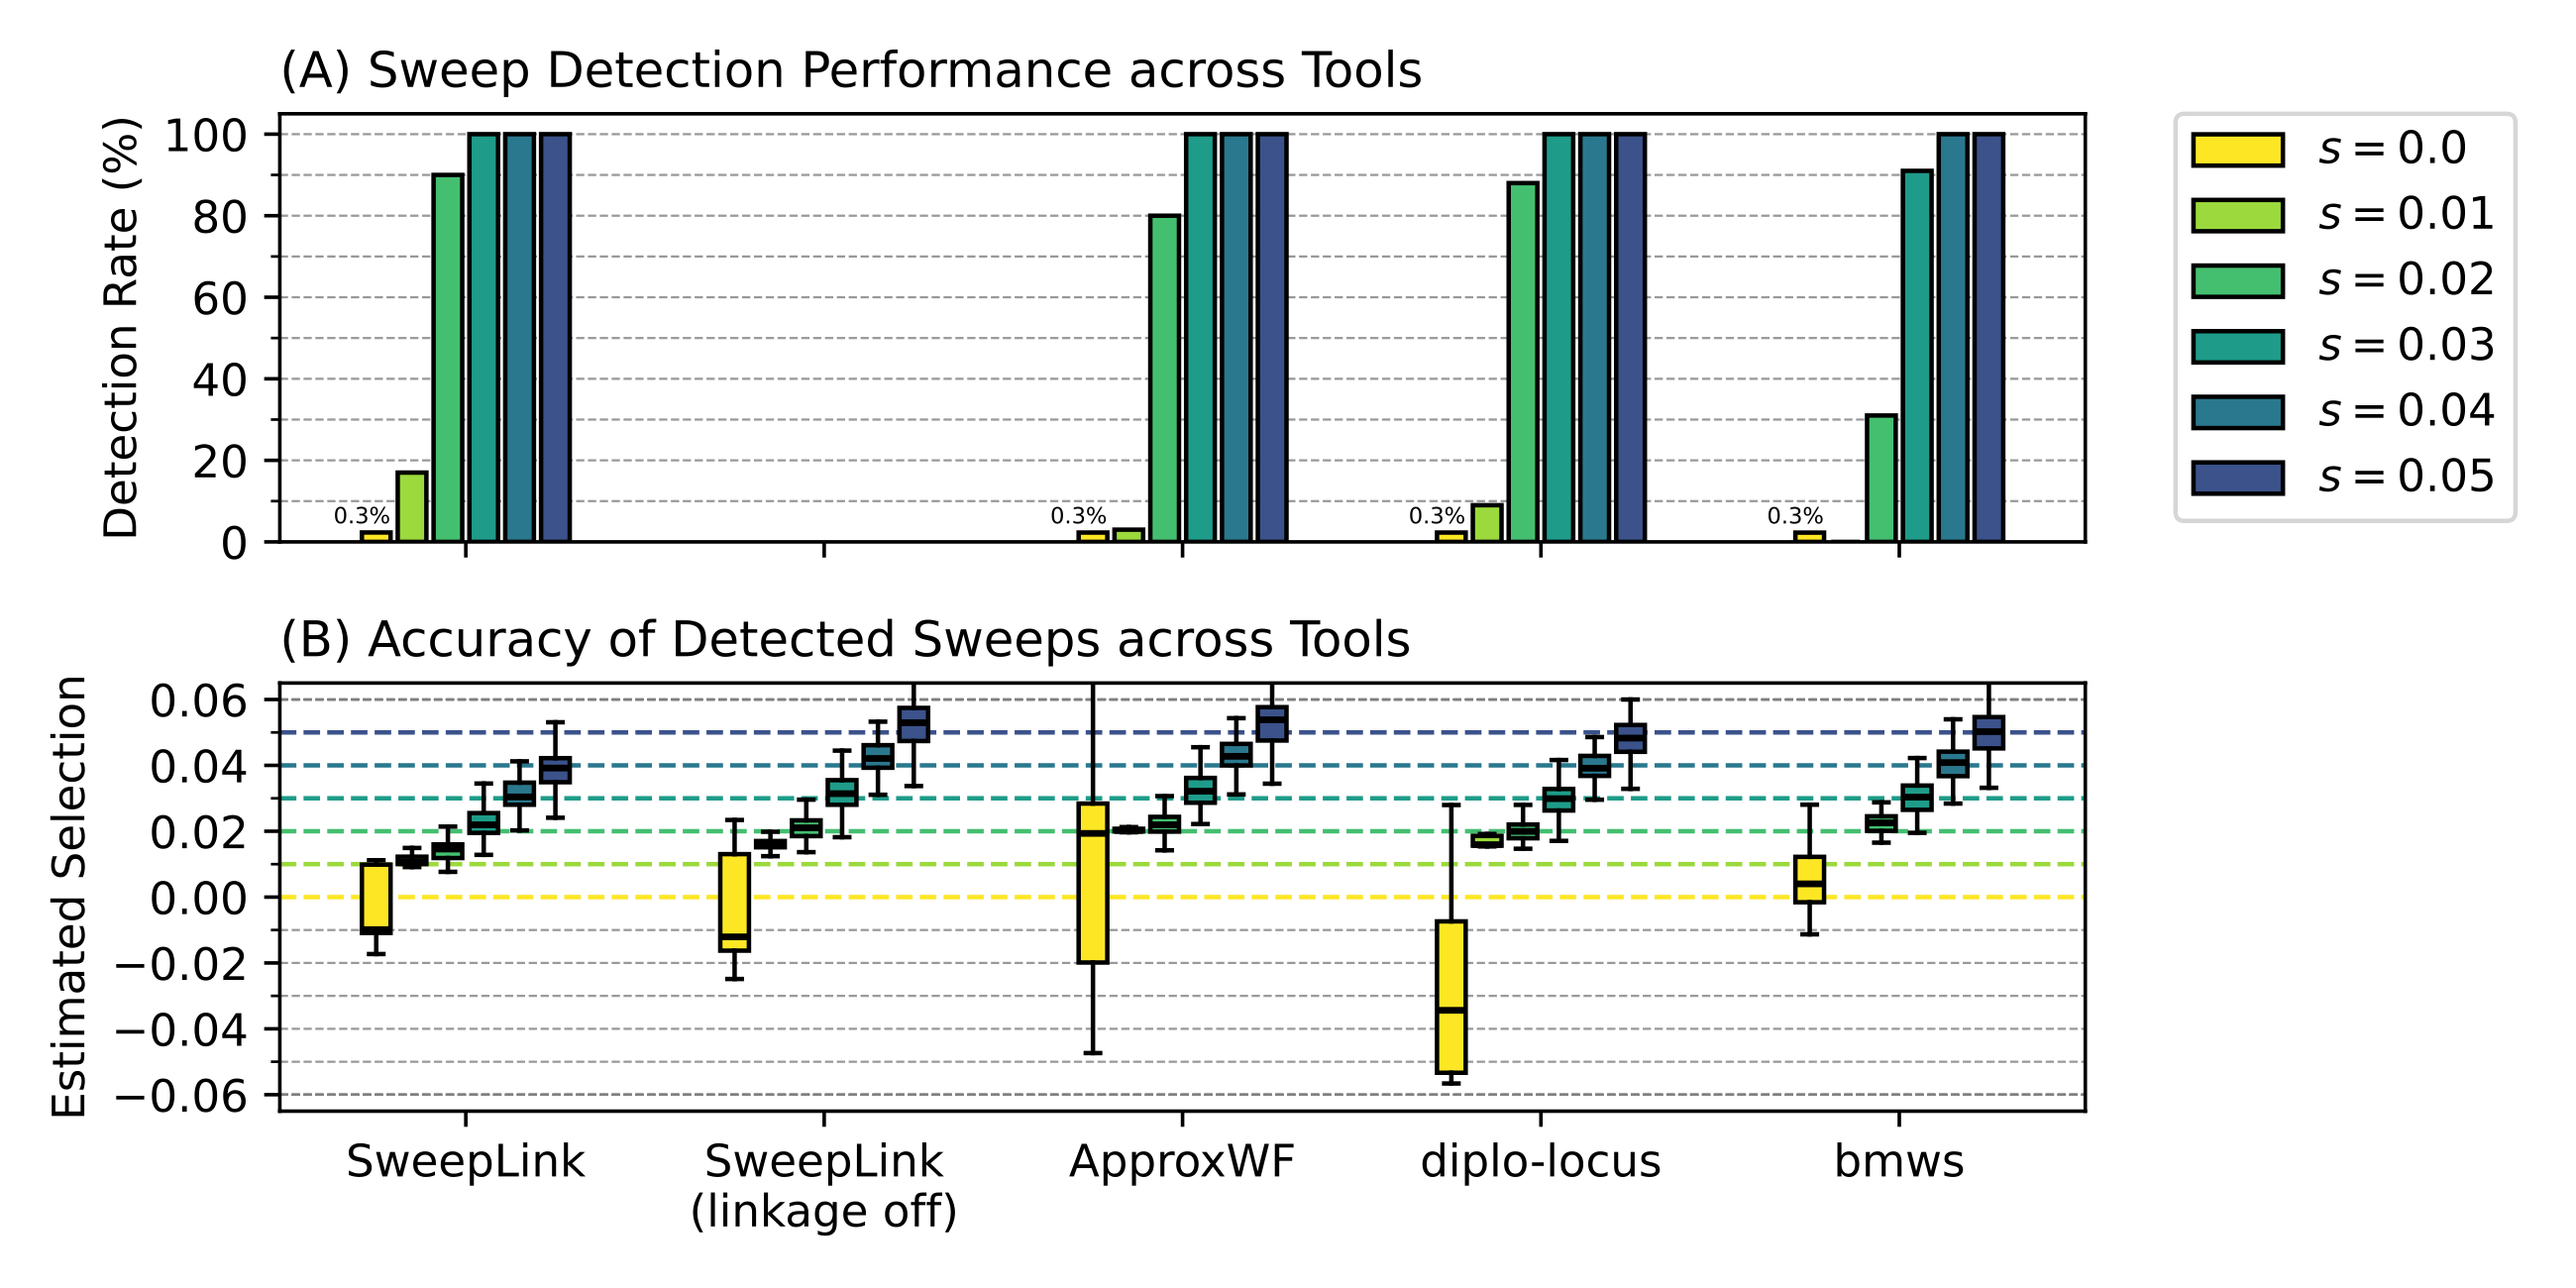 (A) Sweep Detection Performance across Tools
Detection Rate (%)
100
80
60
40
20
0
0.3%
0.3%
0.3%
0.3%
s = 0.0
s = 0.01
s = 0.02
s = 0.03
s = 0.04
s = 0.05
(B) Accuracy of Detected Sweeps across Tools
Estimated Selection
0.06
0.04
0.02
0.00
−0.02
−0.04
−0.06
SweepLink
SweepLink
(linkage off)
ApproxWF
diplo-locus
bmws